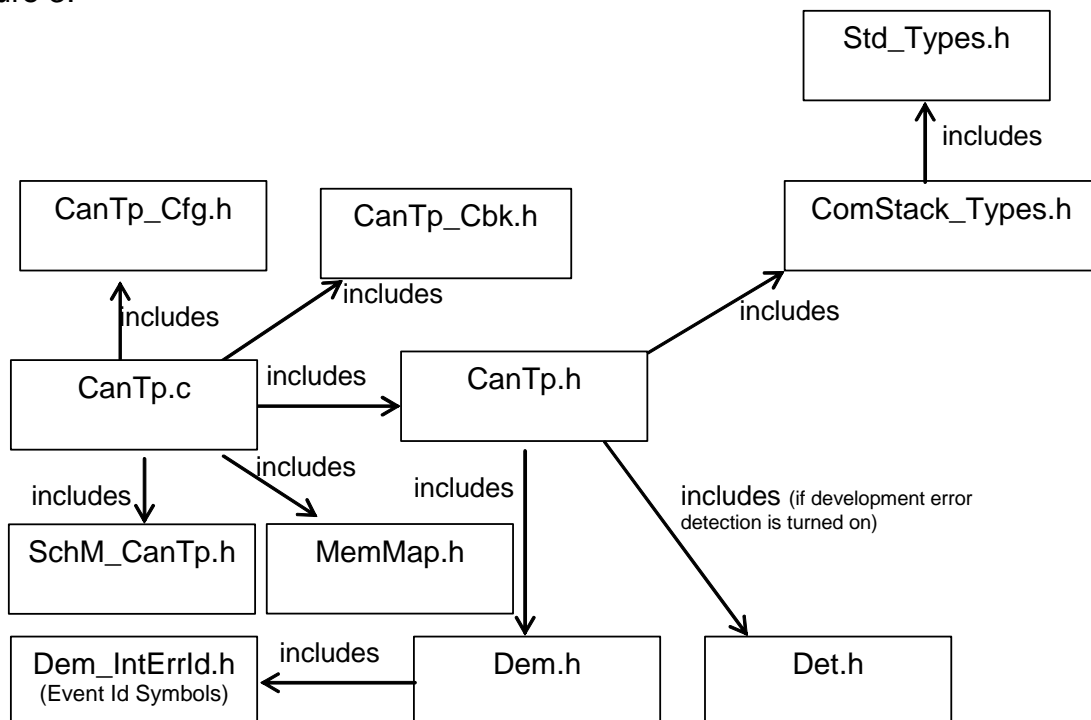 Std_Types.h
includes
CanTp_Cfg.h
CanTp_Cbk.h
ComStack_Types.h
includes
includes
includes
CanTp.c
includes
CanTp.h
includes
includes
includes
includes (if development error
detection is turned on)
SchM_CanTp.h
MemMap.h
Dem_IntErrId.h
(Event Id Symbols)
includes
Dem.h
Det.h